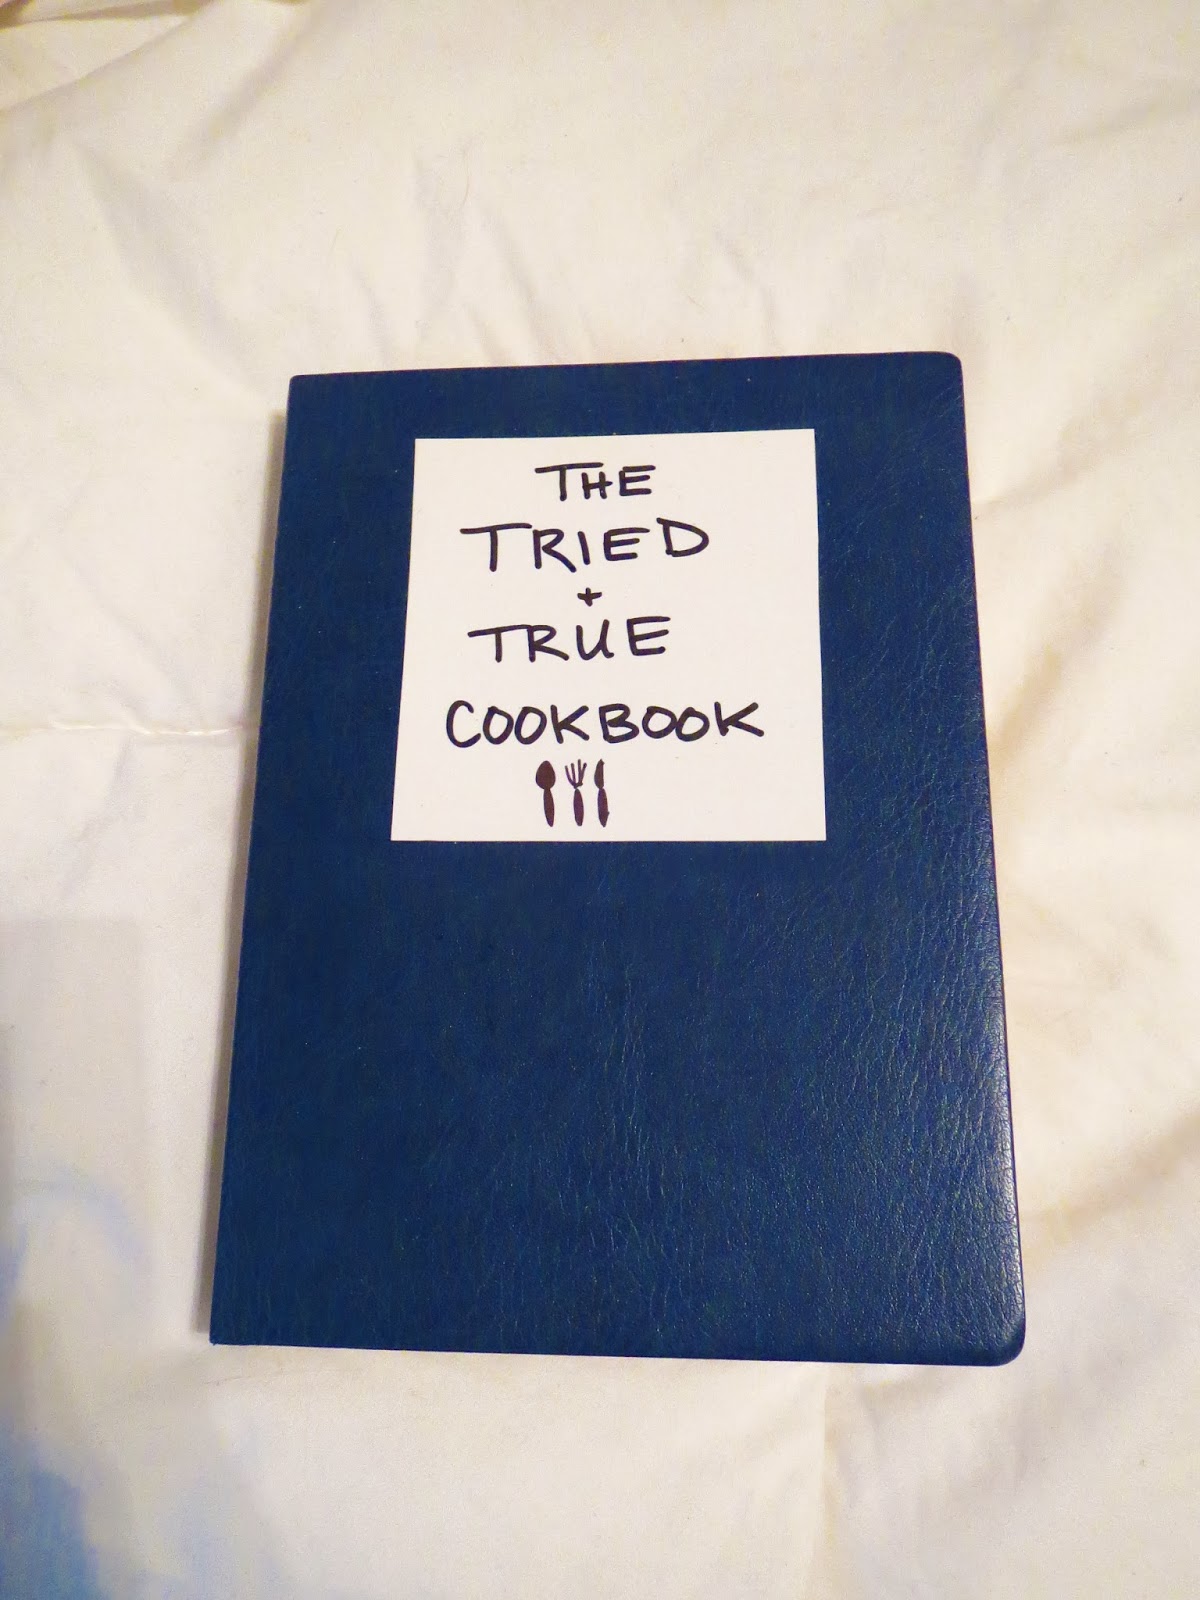 THE
TRIED
+
TRUE
COOKBOOK